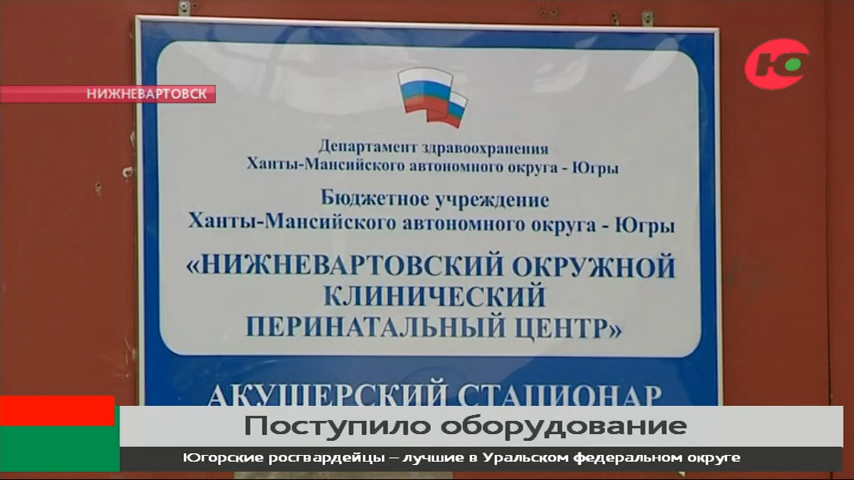 Ю
НИЖНЕВАРТОВСК
Департамент здравоохранения
Ханты-Мансийского автономного округа - Югры
Бюджетное учреждение
Ханты-Мансийского автономного округа - Югры
«НИЖНЕВАРТОВСКИЙ ОКРУЖНОЙ
КЛИНИЧЕСКИЙ
ПЕРИНАТАЛЬНЫЙ ЦЕНТР»
АКУШЕРСКИЙ СТАЦИОНАР
Поступило оборудование
Югорские росгвардейцы – лучшие в Уральском федеральном округе